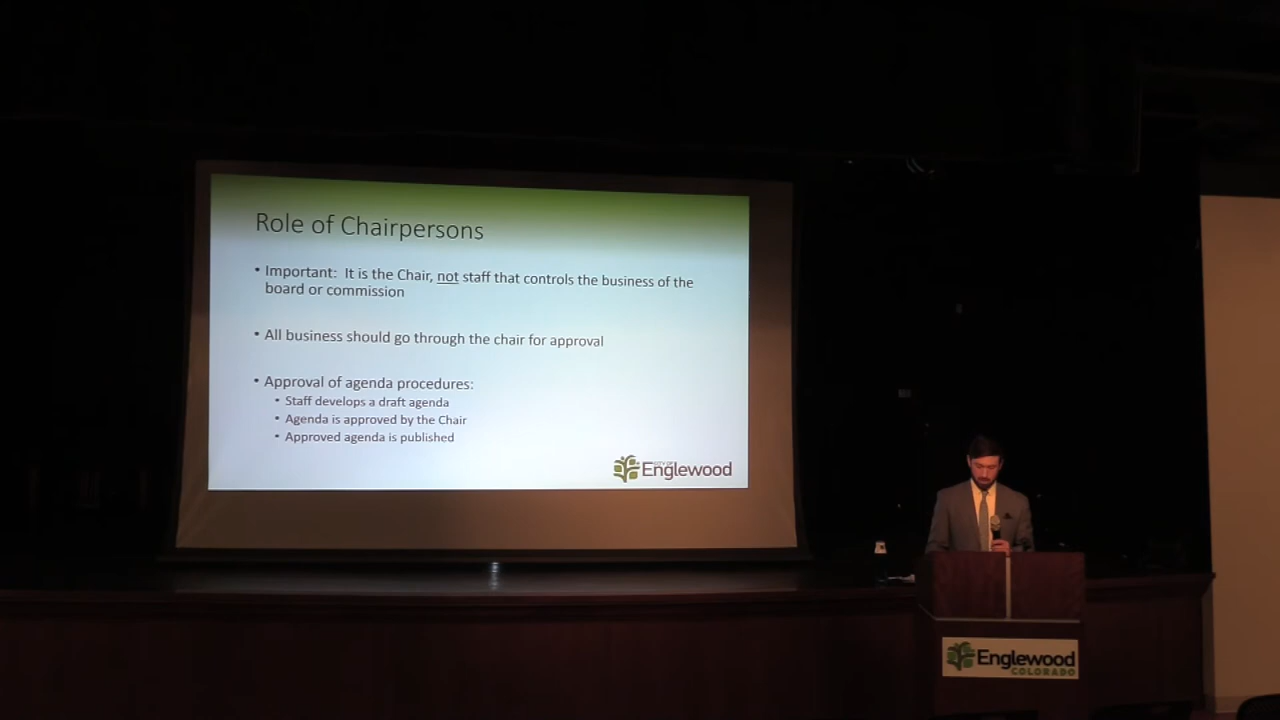 Role of Chairpersons
• Important: It is the Chair, not staff that controls the business of the
board or commission
• All business should go through the chair for approval
• Approval of agenda procedures:
• Staff develops a draft agenda
• Agenda is approved by the Chair
• Approved agenda is published
CITY OF
Englewood
Englewood
COLORADO